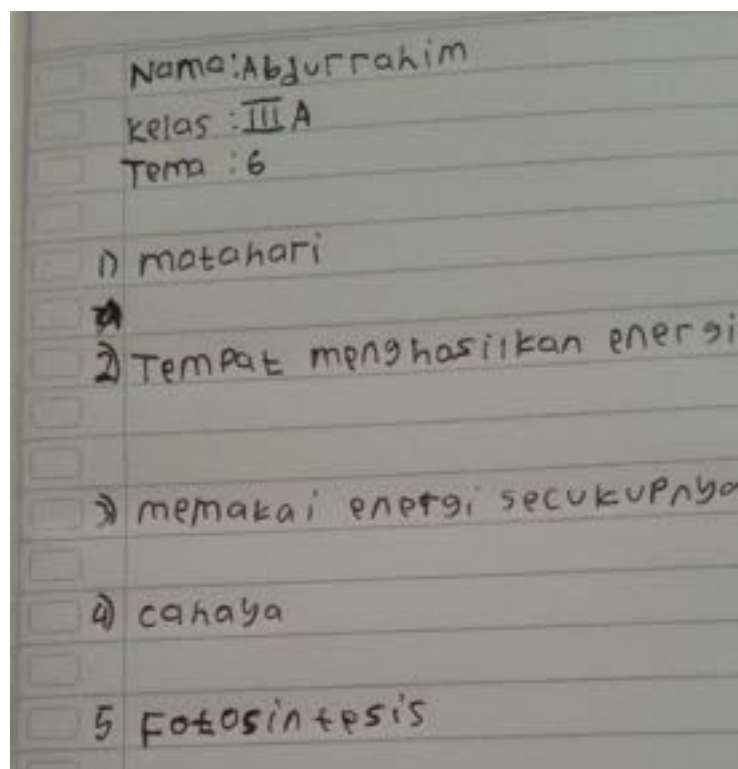 Nama:Abdurrahim
kelas : III A
Tema : 6
1) matahari
2) Tempat menghasilkan energi
3) memakai energi secukupnya
4) cahaya
5 Fotosintesis